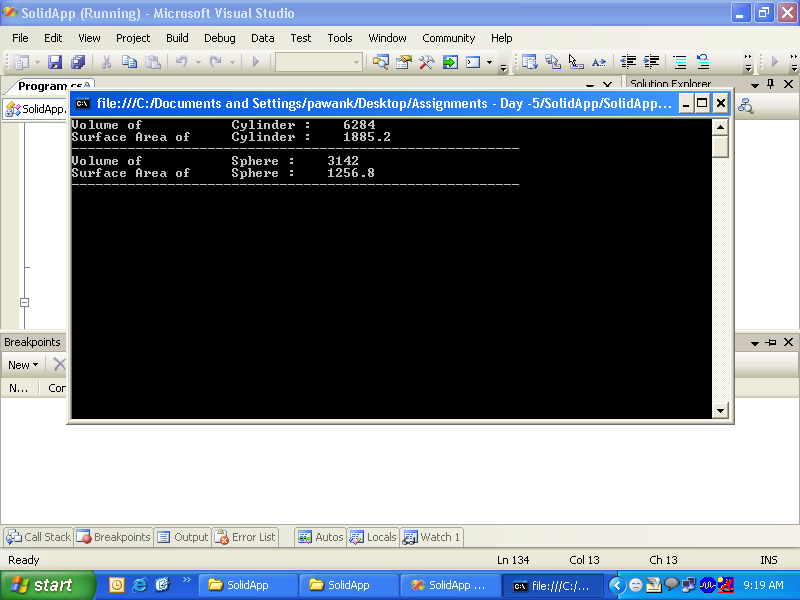 SolidApp (Running) - Microsoft Visual Studio
File Edit View Project Build Debug Data Test Tools Window Community Help
Program.cs
Solution Explorer
SolidApp.
file:///C:/Documents and Settings/pawank/Desktop/Assignments - Day -5/SolidApp/SolidApp...
Volume of Cylinder : 6284
Surface Area of Cylinder : 1885.2
--------------------------------------------------------
Volume of Sphere : 3142
Surface Area of Sphere : 1256.8
--------------------------------------------------------
Breakpoints
New
N... Cor
Call Stack Breakpoints Output Error List Autos Locals Watch 1
Ready Ln 134 Col 13 Ch 13 INS
start SolidApp SolidApp SolidApp ... file:///C:/... 9:19 AM